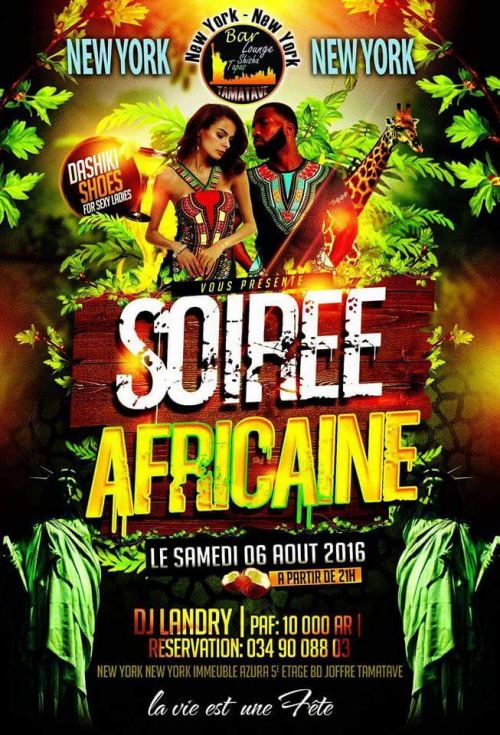 New York - New York
Bar
Lounge
Shisha
Tapas
TAMATAVE
NEW YORK
NEW YORK
DASHIKI
SHOES
FOR SEXY LADIES
VOUS PRÉSENTE
SOIREE
AFRICAINE
LE SAMEDI 06 AOUT 2016
A PARTIR DE 21H
DJ LANDRY | PAF: 10 000 AR |
RESERVATION: 034 90 088 03
NEW YORK NEW YORK IMMEUBLE AZURA 5ᴱ ETAGE BD JOFFRE TAMATAVE
la vie est une Fête